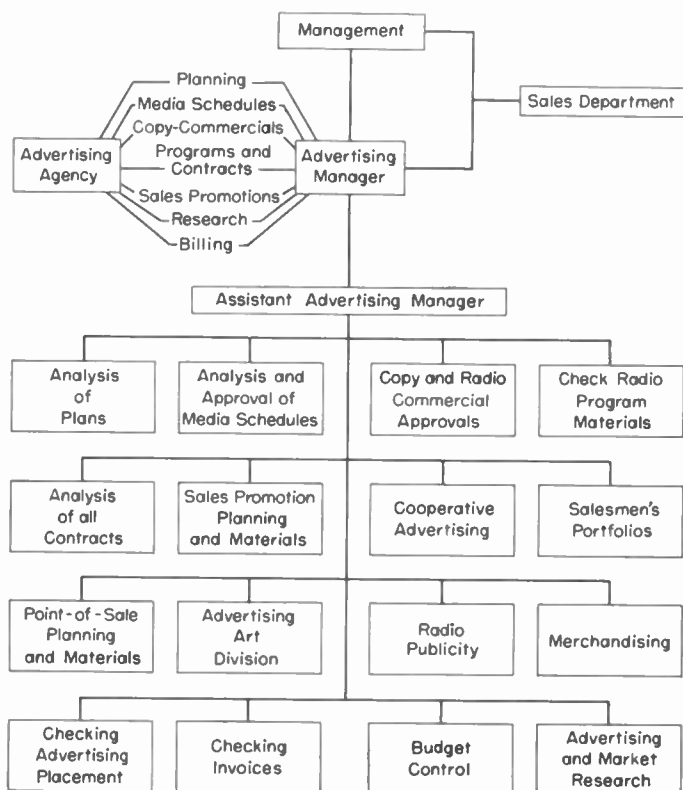 Management
Planning
Media Schedules
Sales Department
Copy-Commercials
Advertising
Agency
Programs and
Contracts
Advertising
Manager
Sales Promotions
Research
Billing
Assistant Advertising Manager
Analysis
of
Plans
Analysis and
Approval of
Media Schedules
Copy and Radio
Commercial
Approvals
Check Radio
Program
Materials
Analysis
of all
Contracts
Sales Promotion
Planning
and Materials
Cooperative
Advertising
Salesmen's
Portfolios
Point-of-Sale
Planning
and Materials
Advertising
Art
Division
Radio
Publicity
Merchandising
Checking
Advertising
Placement
Checking
Invoices
Budget
Control
Advertising
and Market
Research